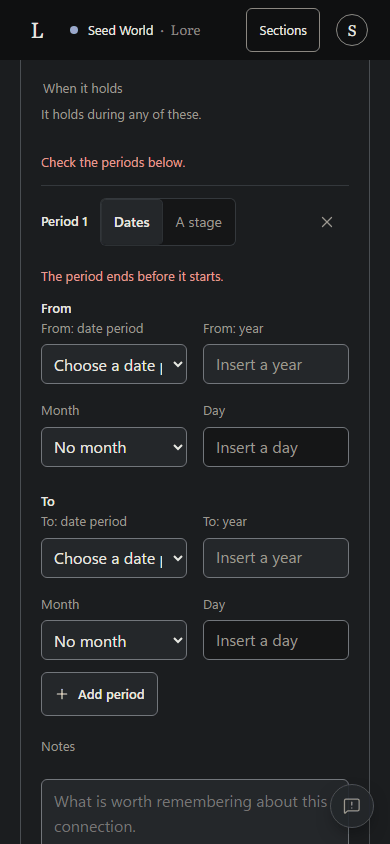 L
Seed World · Lore
Sections
S
When it holds
It holds during any of these.
Check the periods below.
Period 1
Dates
A stage
The period ends before it starts.
From
From: date period
From: year
Choose a date p
Insert a year
Month
Day
No month
Insert a day
To
To: date period
To: year
Choose a date p
Insert a year
Month
Day
No month
Insert a day
Add period
Notes
What is worth remembering about this
connection.